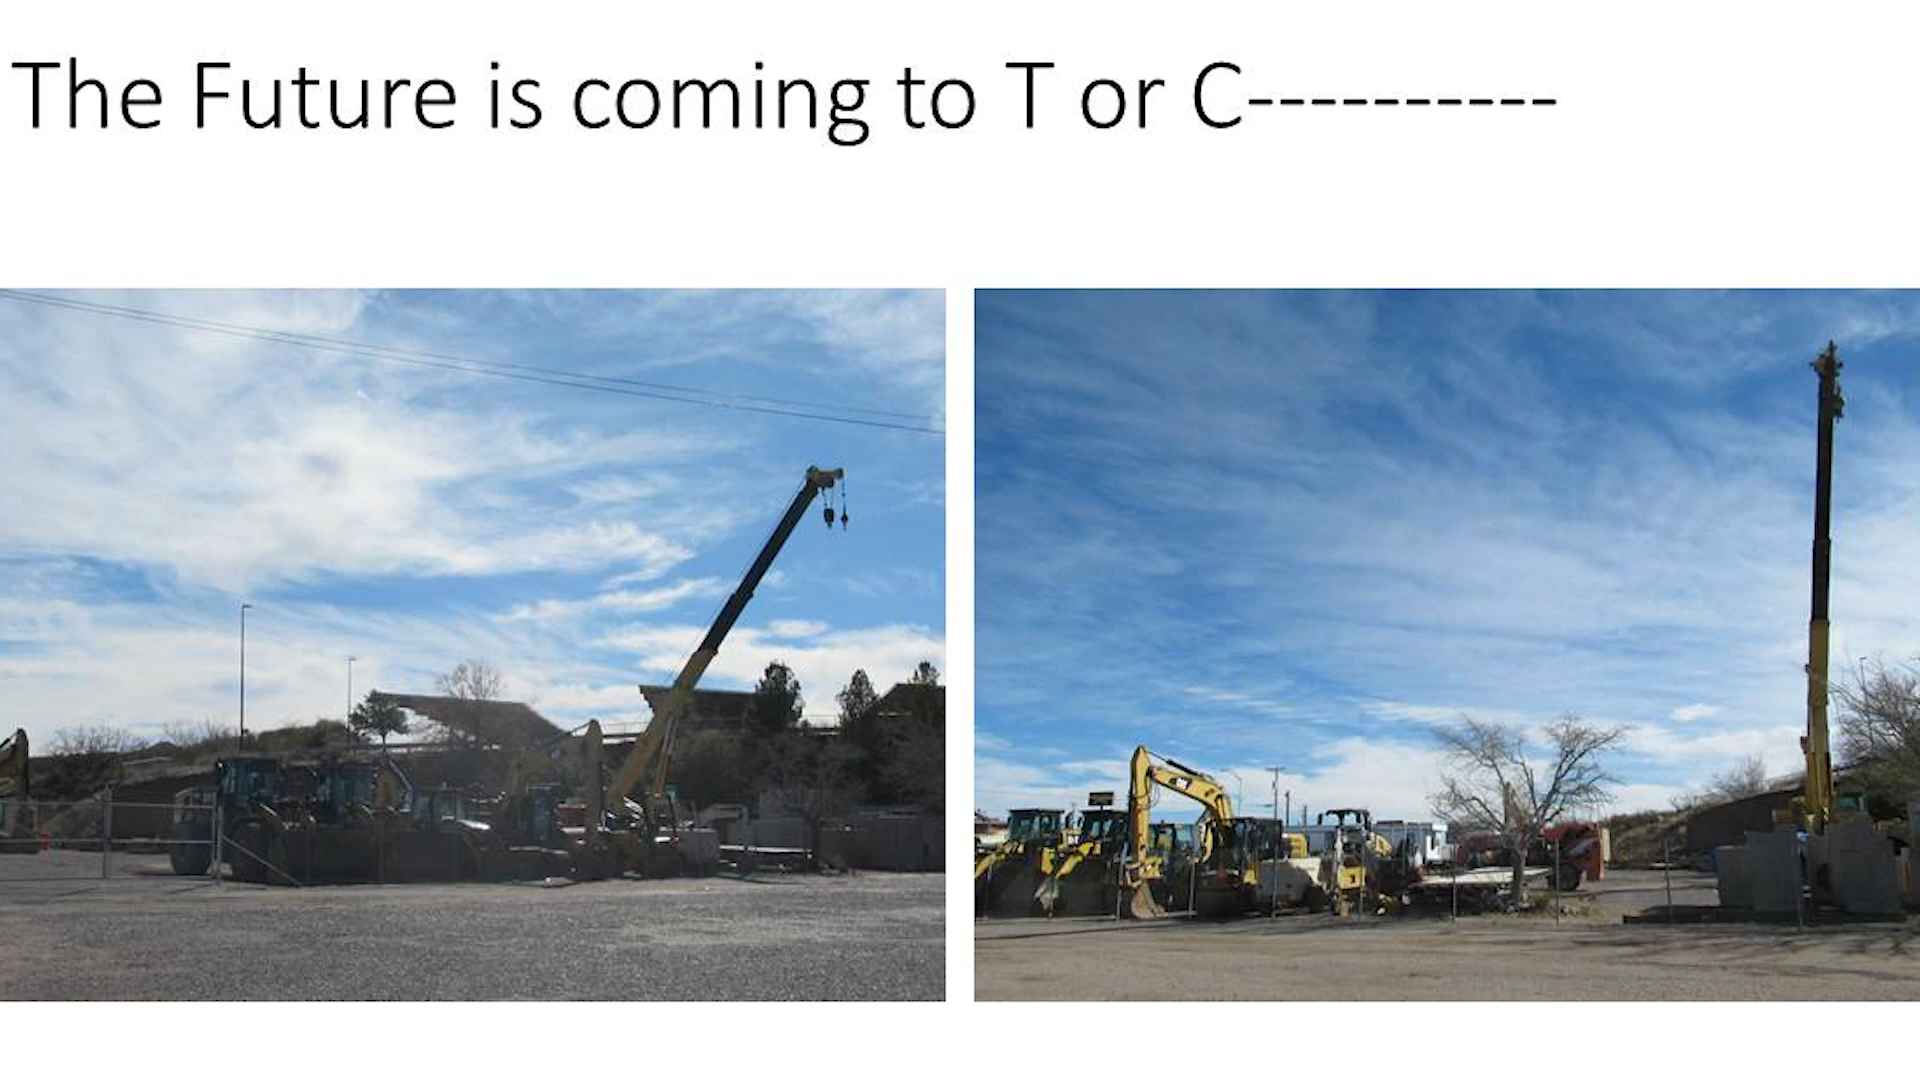 The Future is coming to T or C----------